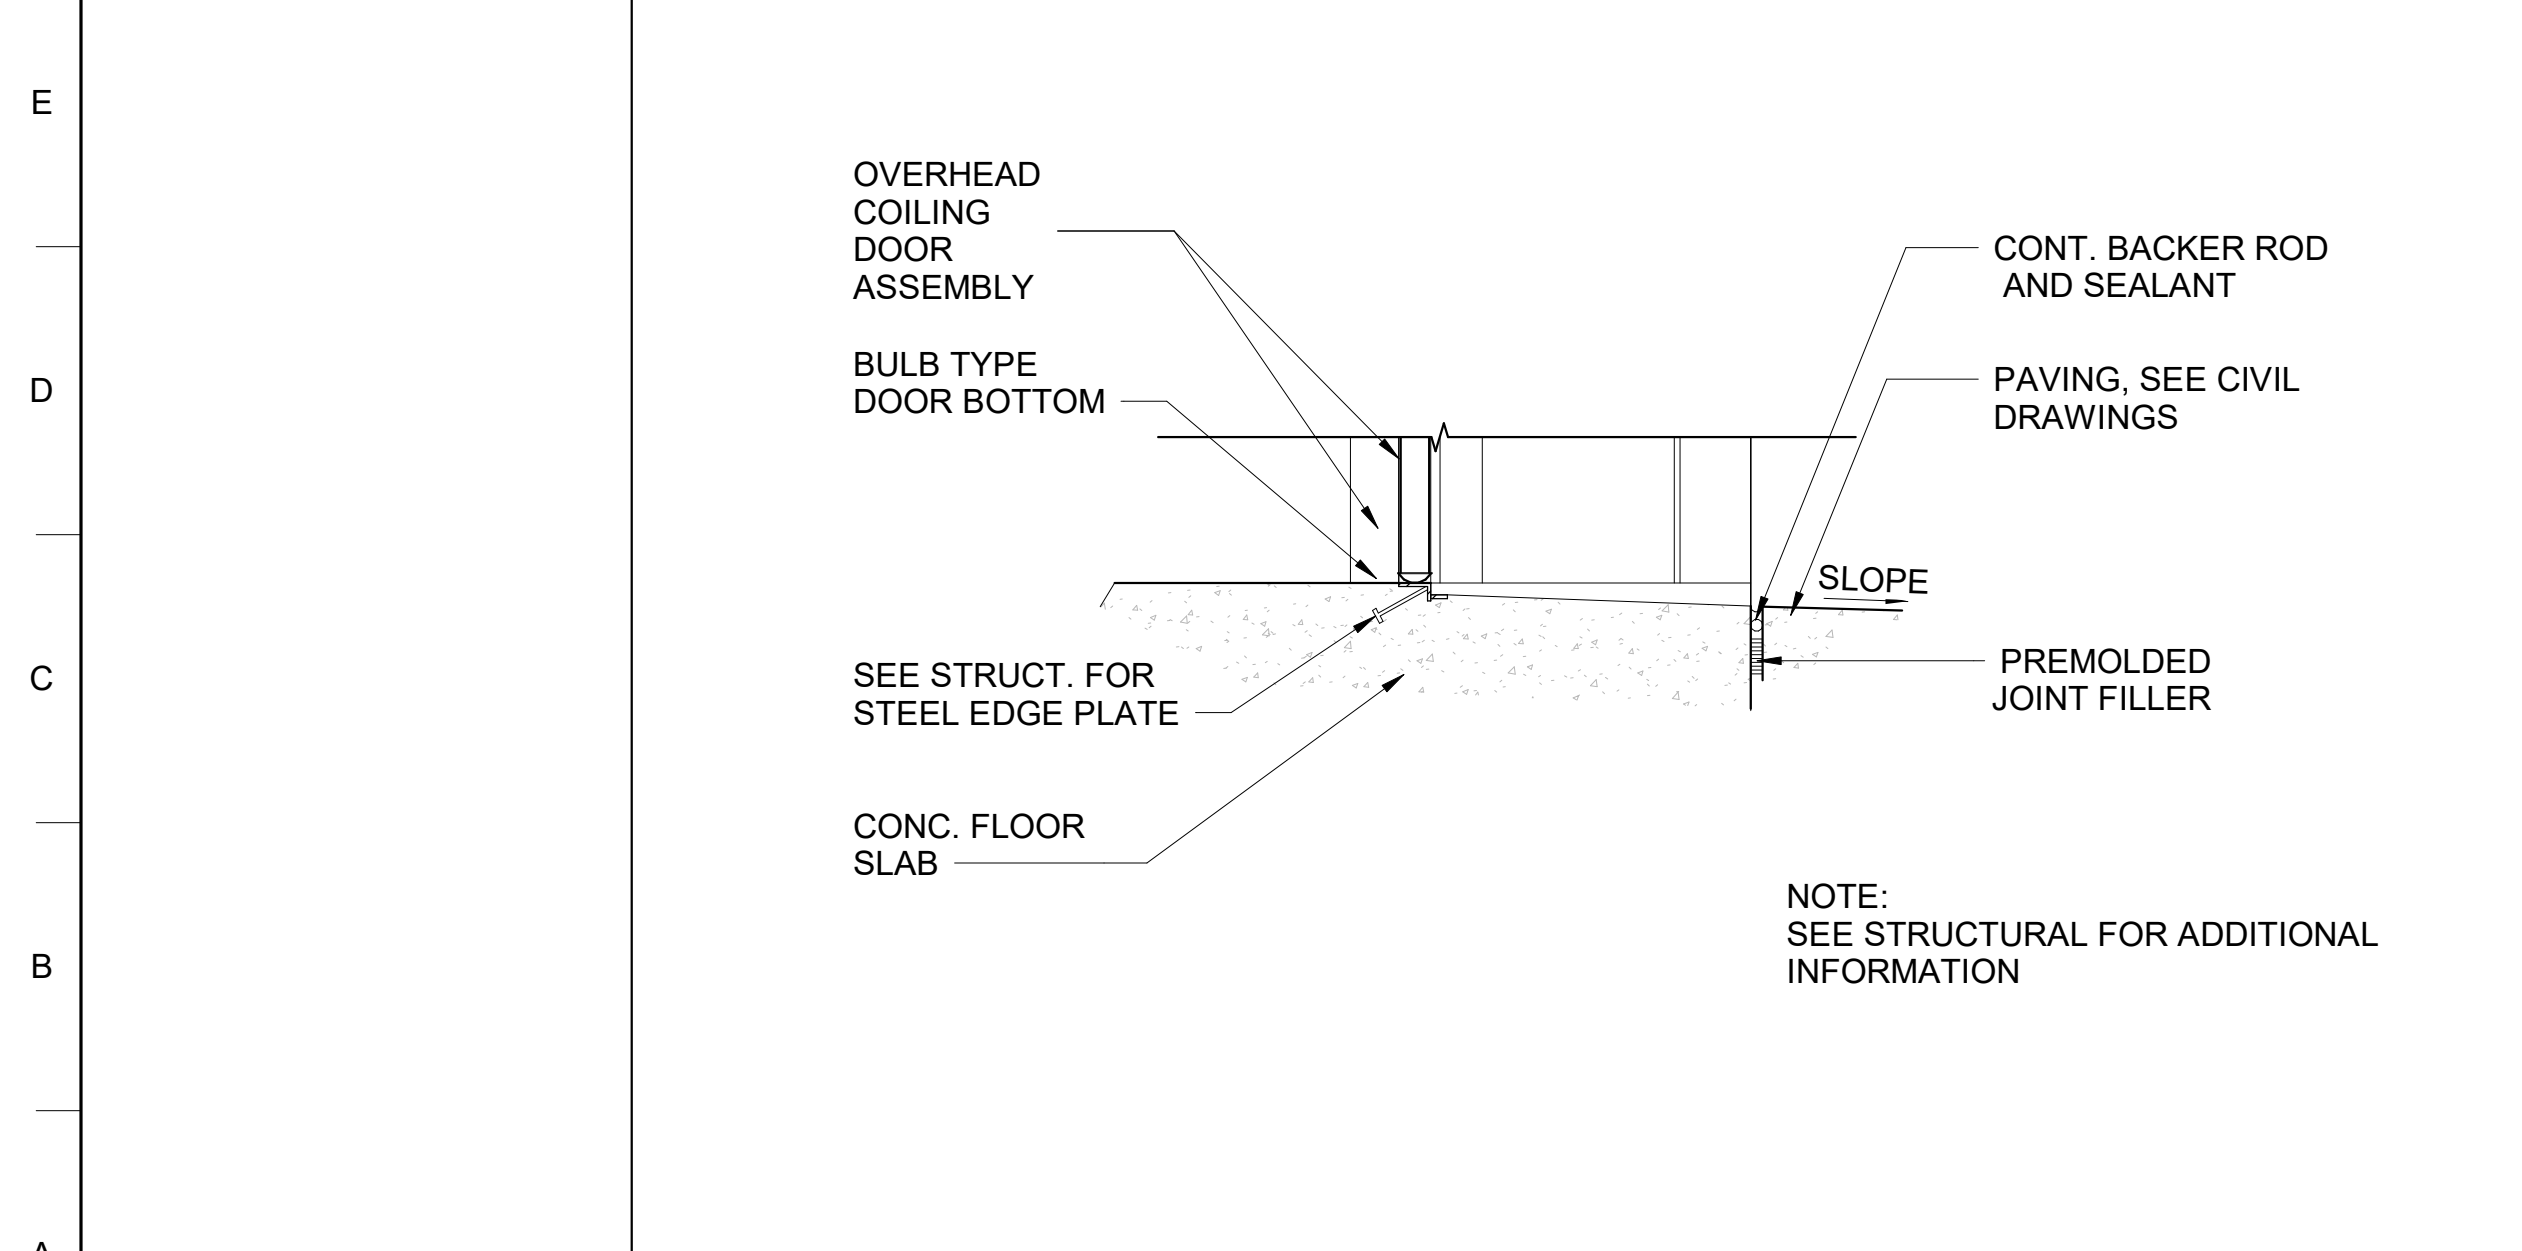 E
D
C
B
A
OVERHEAD
COILING
DOOR
ASSEMBLY
BULB TYPE
DOOR BOTTOM
SEE STRUCT. FOR
STEEL EDGE PLATE
CONC. FLOOR
SLAB
CONT. BACKER ROD
AND SEALANT
PAVING, SEE CIVIL
DRAWINGS
SLOPE
PREMOLDED
JOINT FILLER
NOTE:
SEE STRUCTURAL FOR ADDITIONAL
INFORMATION